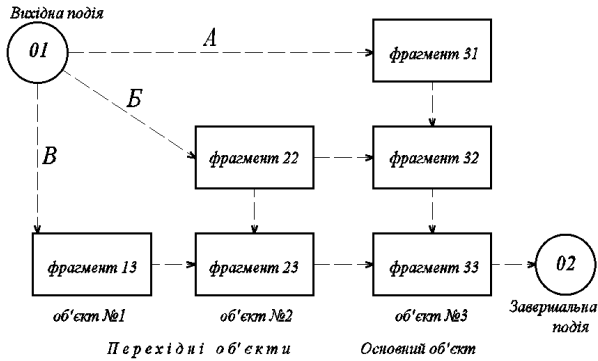 Вихідна подія
01
А
фрагмент 31
Б
В
фрагмент 22
фрагмент 32
фрагмент 13
фрагмент 23
фрагмент 33
02
об'єкт №1
об'єкт №2
об'єкт №3
Завершальна
подія
Перехідні об'єкти
Основний об'єкт